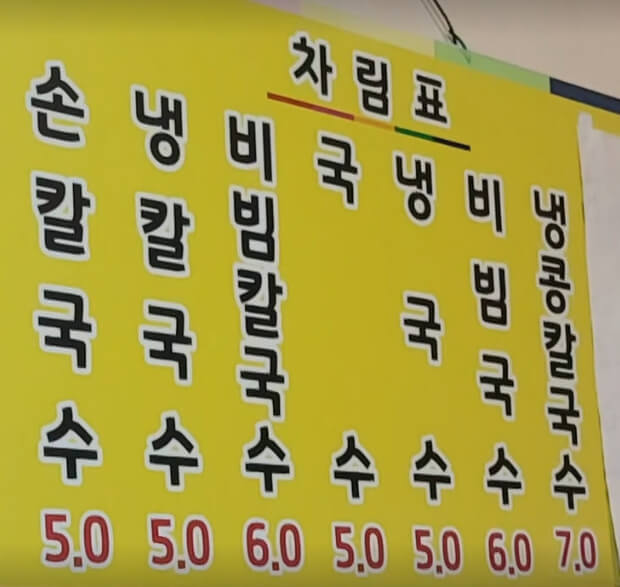 차림표
손칼국수 5.0
냉칼국수 5.0
비빔칼국수 6.0
국수 5.0
냉국수 5.0
비빔국수 6.0
냉콩칼국수 7.0